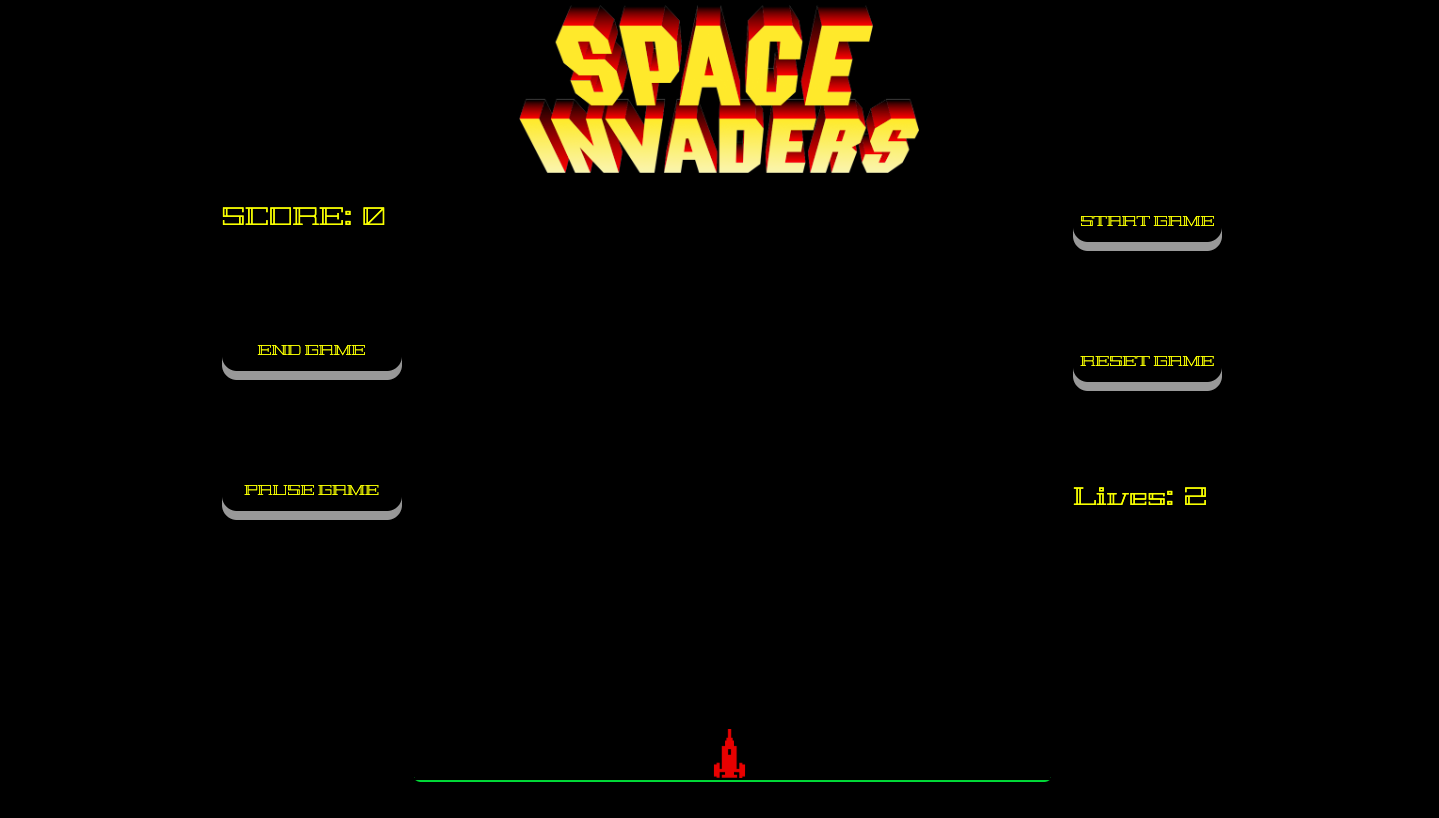 SPACE
INVADERS
SCORE: 0
START GAME
END GAME
RESET GAME
PAUSE GAME
Lives: 2